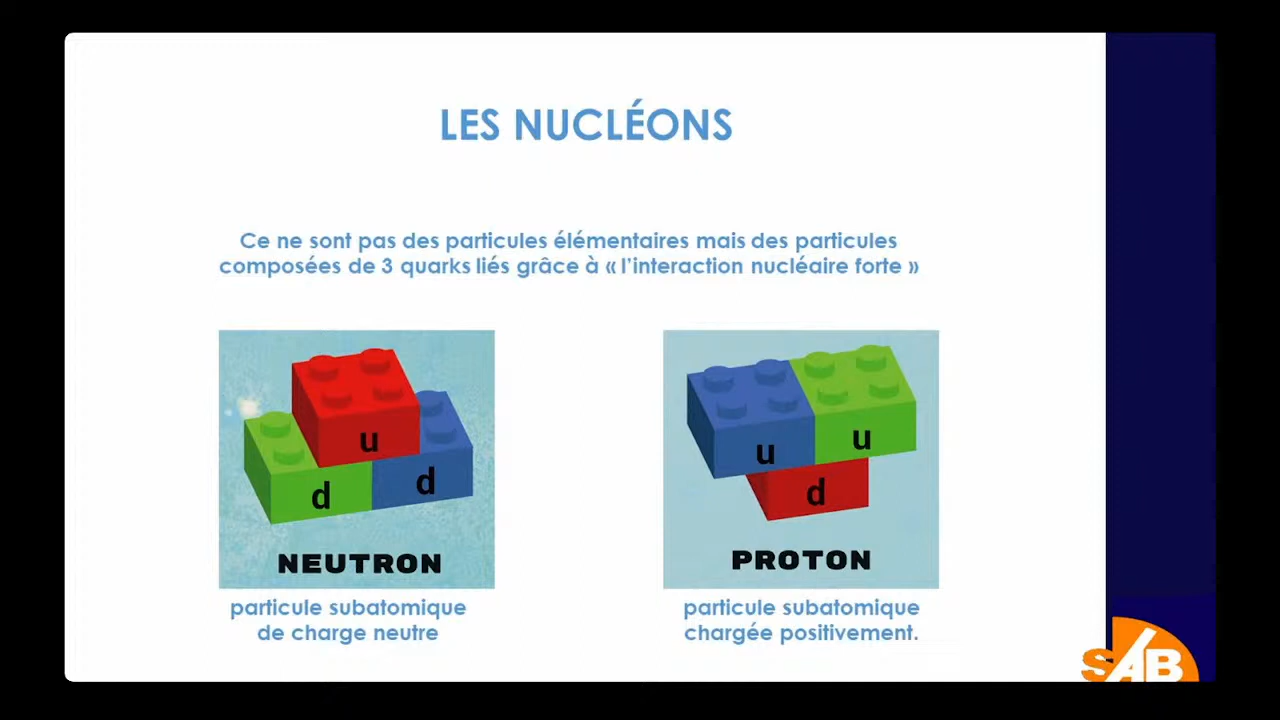 LES NUCLÉONS
Ce ne sont pas des particules élémentaires mais des particules
composées de 3 quarks liés grâce à « l'interaction nucléaire forte »
u
d
d
NEUTRON
particule subatomique
de charge neutre
u
u
d
PROTON
particule subatomique
chargée positivement.
SAB